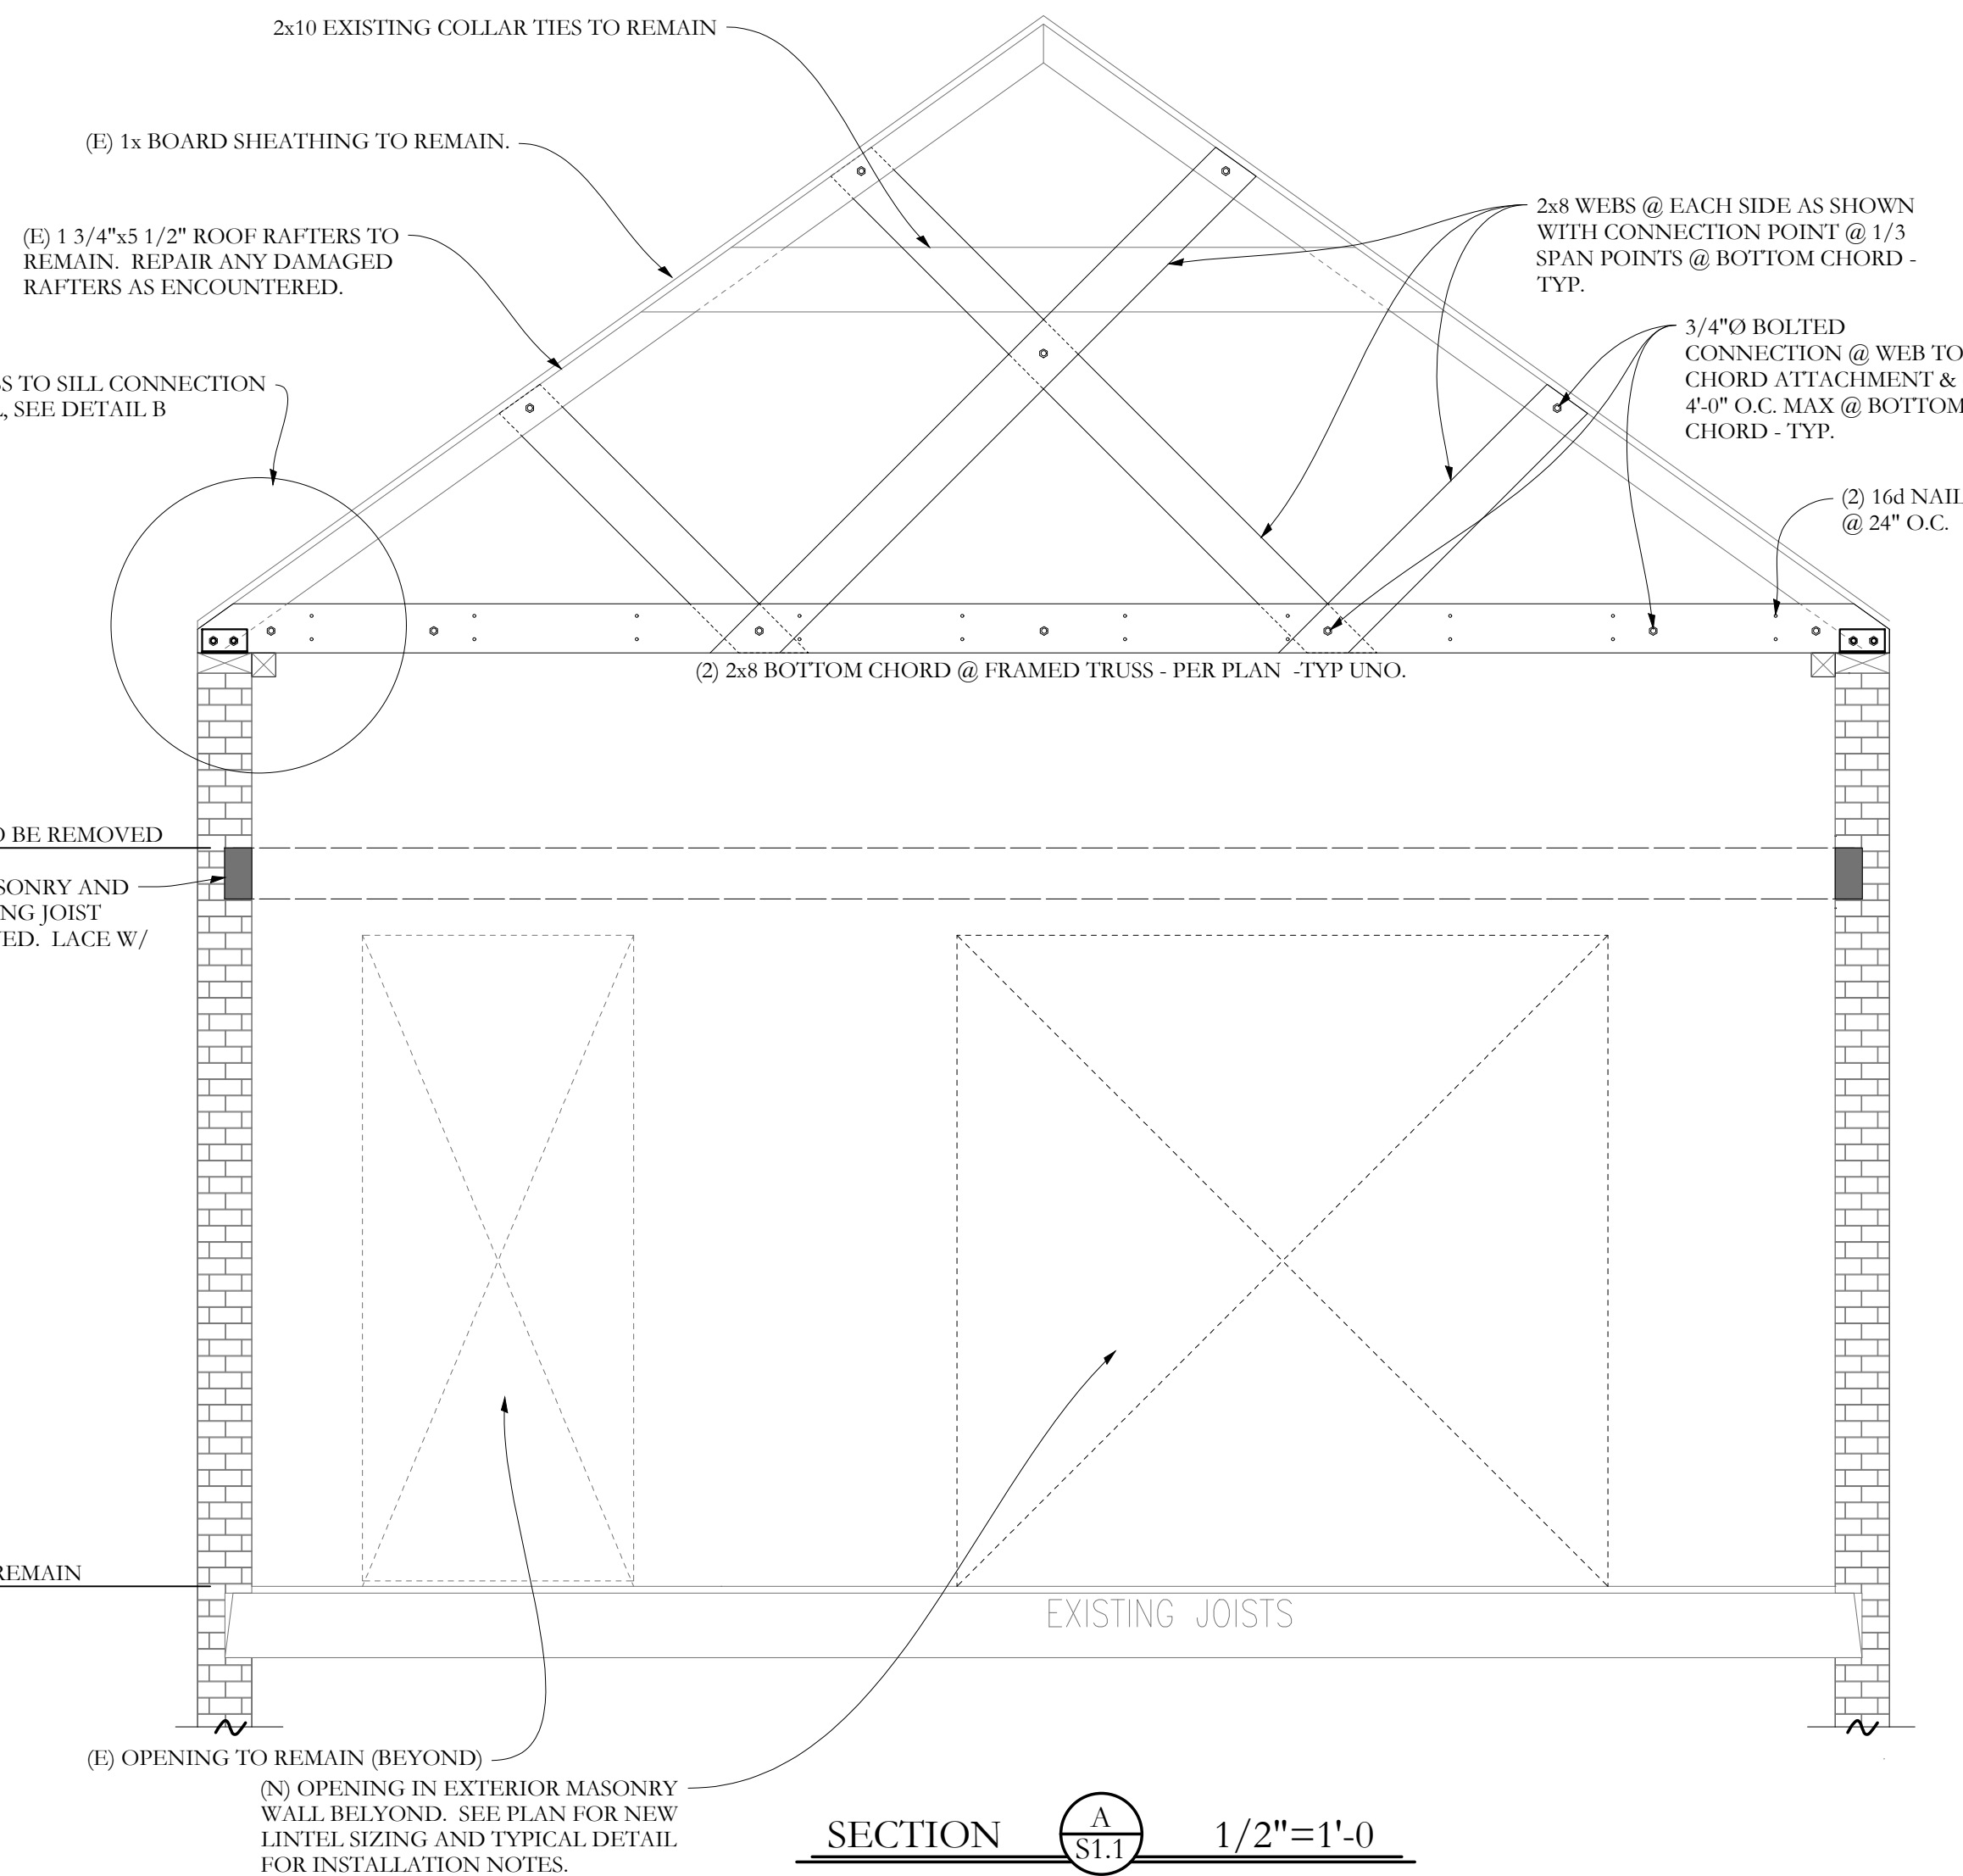 2x10 EXISTING COLLAR TIES TO REMAIN
(E) 1x BOARD SHEATHING TO REMAIN.
(E) 1 3/4"x5 1/2" ROOF RAFTERS TO
REMAIN. REPAIR ANY DAMAGED
RAFTERS AS ENCOUNTERED.
S TO SILL CONNECTION
, SEE DETAIL B
2x8 WEBS @ EACH SIDE AS SHOWN
WITH CONNECTION POINT @ 1/3
SPAN POINTS @ BOTTOM CHORD -
TYP.
3/4"Ø BOLTED
CONNECTION @ WEB TO
CHORD ATTACHMENT &
4'-0" O.C. MAX @ BOTTOM
CHORD - TYP.
(2) 16d NAIL
@ 24" O.C.
(2) 2x8 BOTTOM CHORD @ FRAMED TRUSS - PER PLAN -TYP UNO.
BE REMOVED
SONRY AND
NG JOIST
ED. LACE W/
REMAIN
EXISTING JOISTS
(E) OPENING TO REMAIN (BEYOND)
(N) OPENING IN EXTERIOR MASONRY
WALL BELYOND. SEE PLAN FOR NEW
LINTEL SIZING AND TYPICAL DETAIL
FOR INSTALLATION NOTES.
SECTION
A
S1.1
1/2"=1'-0